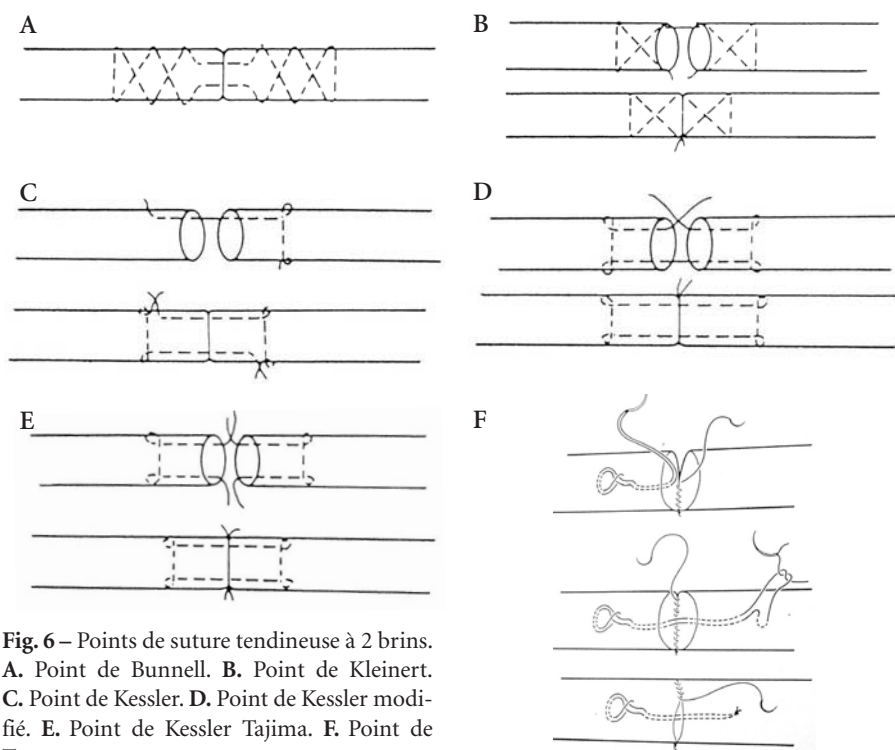 A
B
C
D
E
F
Fig. 6 – Points de suture tendineuse à 2 brins.
A. Point de Bunnell. B. Point de Kleinert.
C. Point de Kessler. D. Point de Kessler modi-
fié. E. Point de Kessler Tajima. F. Point de